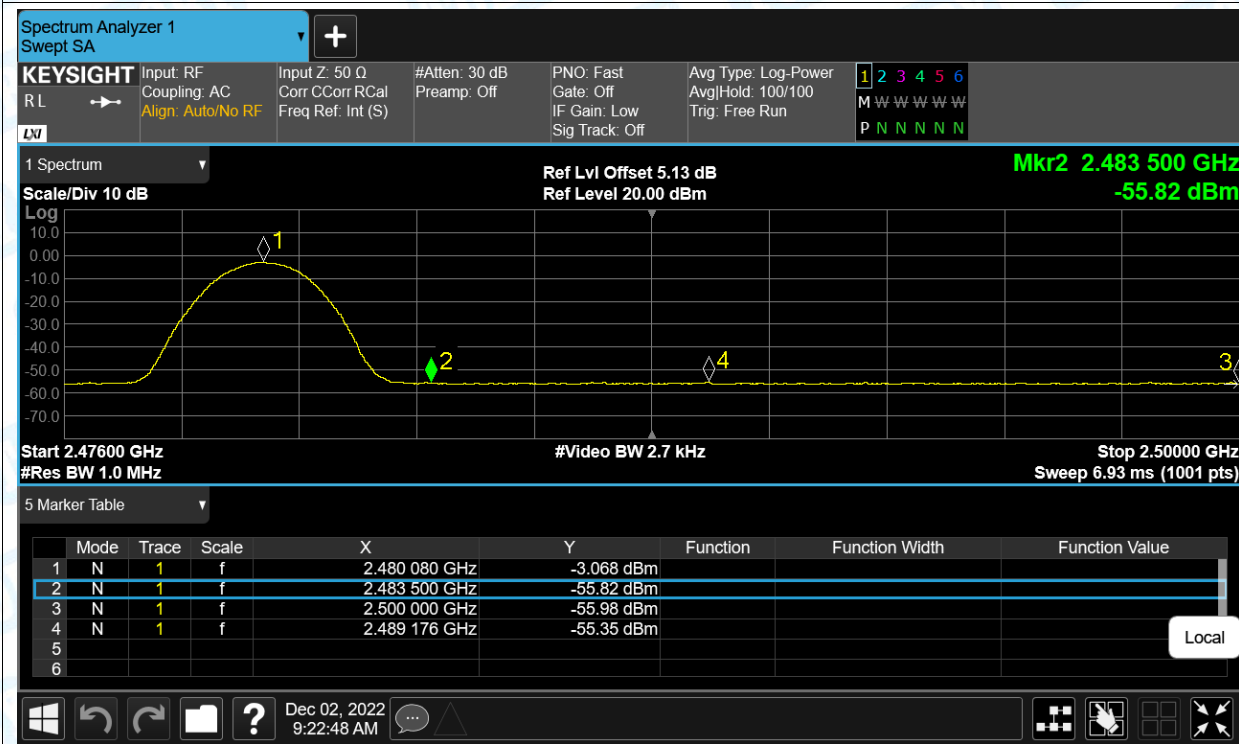 Spectrum Analyzer 1
Swept SA
KEYSIGHT
R L
LXI
Input: RF
Coupling: AC
Align: Auto/No RF
Input Z: 50 Ω
Corr CCorr RCal
Freq Ref: Int (S)
#Atten: 30 dB
Preamp: Off
PNO: Fast
Gate: Off
IF Gain: Low
Sig Track: Off
Avg Type: Log-Power
Avg|Hold: 100/100
Trig: Free Run
1 2 3 4 5 6
M W W W W W W
P N N N N N
1 Spectrum
Scale/Div 10 dB
Ref Lvl Offset 5.13 dB
Ref Level 20.00 dBm
Mkr2 2.483 500 GHz
-55.82 dBm
Log
10.0
0.00
-10.0
-20.0
-30.0
-40.0
-50.0
-60.0
-70.0
1
2
4
3
Start 2.47600 GHz
#Res BW 1.0 MHz
#Video BW 2.7 kHz
Stop 2.50000 GHz
Sweep 6.93 ms (1001 pts)
5 Marker Table
Mode Trace Scale X Y Function Function Width Function Value
1 N 1 f 2.480 080 GHz -3.068 dBm
2 N 1 f 2.483 500 GHz -55.82 dBm
3 N 1 f 2.500 000 GHz -55.98 dBm
4 N 1 f 2.489 176 GHz -55.35 dBm
5
6
Local
?
Dec 02, 2022
9:22:48 AM